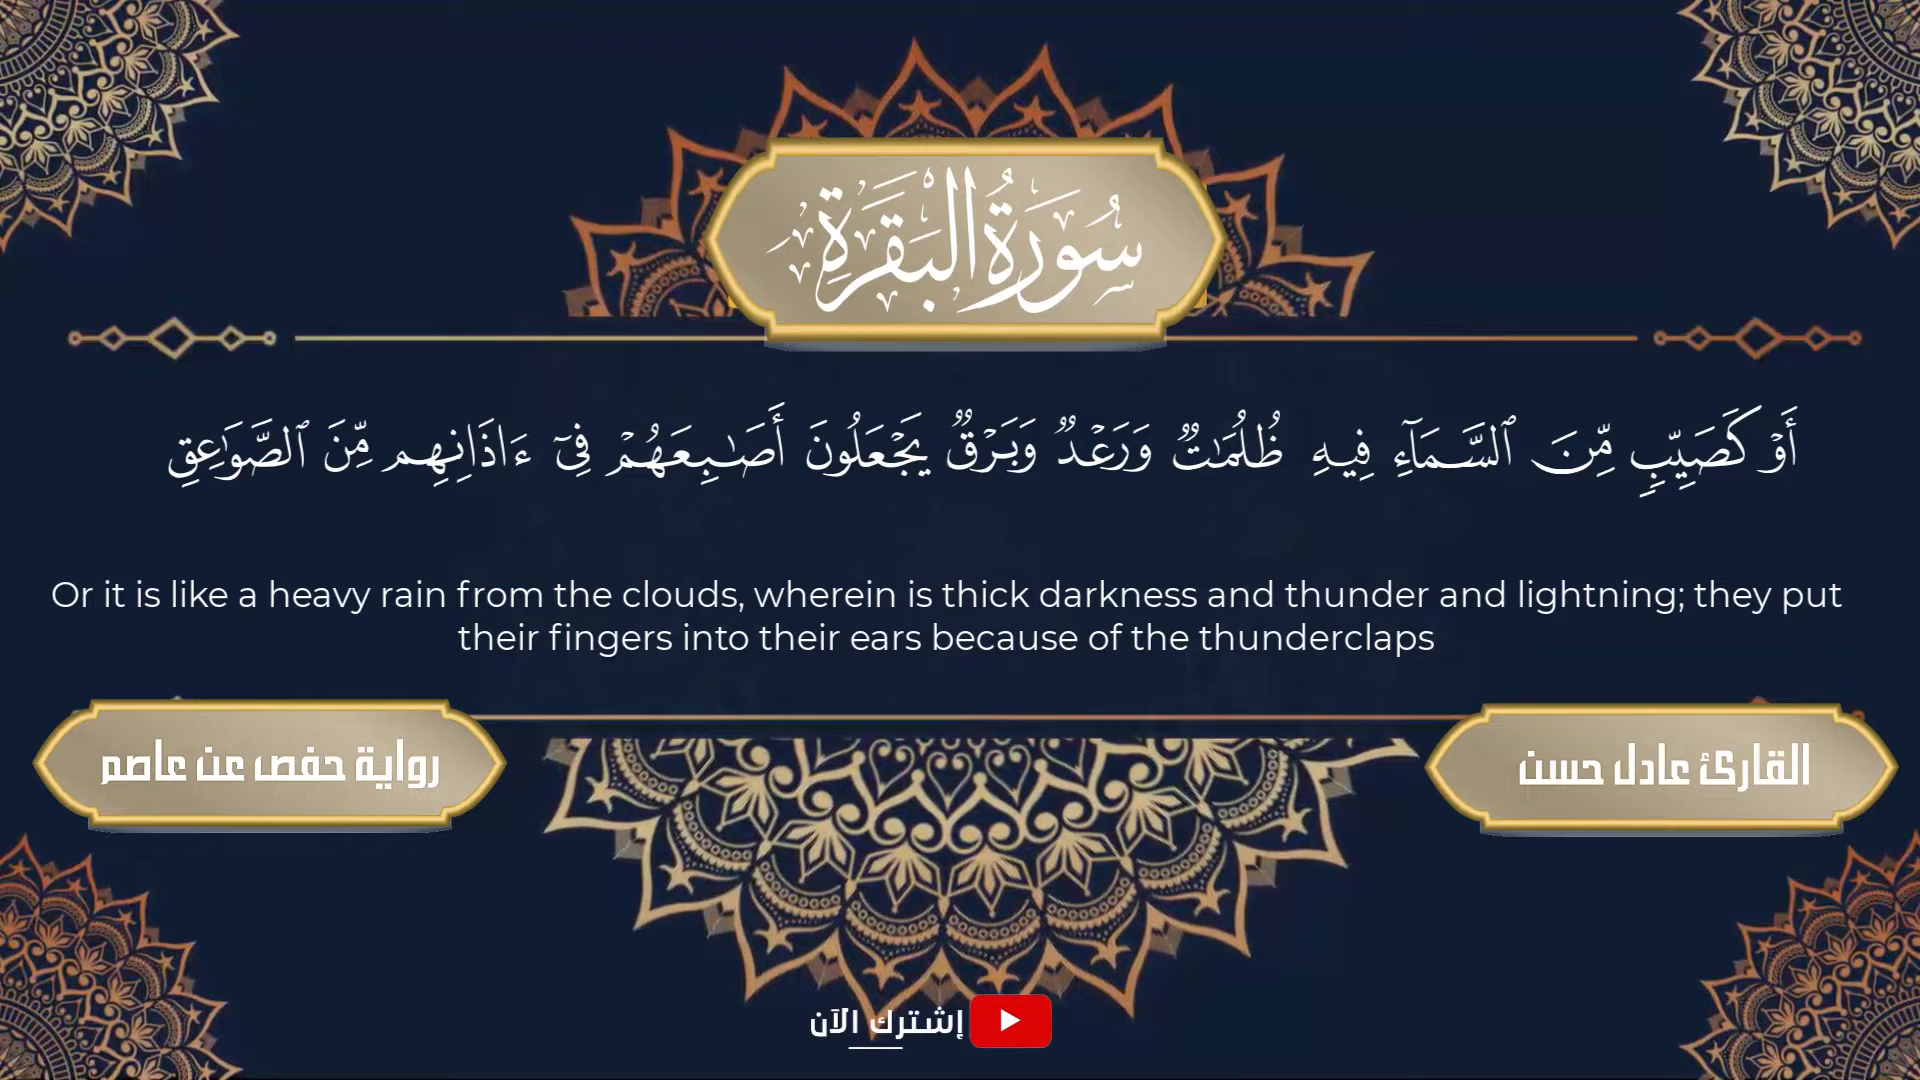 سُورَةُ البَقَرَةِ
أَوْ كَصَيِّبٍ مِّنَ ٱلسَّمَآءِ فِيهِ ظُلُمَٰتٌ وَرَعْدٌ وَبَرْقٌ يَجْعَلُونَ أَصَٰبِعَهُمْ فِىٓ ءَاذَانِهِم مِّنَ ٱلصَّوَٰعِقِ
Or it is like a heavy rain from the clouds, wherein is thick darkness and thunder and lightning; they put
their fingers into their ears because of the thunderclaps
القارئ عادل حسن
رواية حفص عن عاصم
إشترك الآن